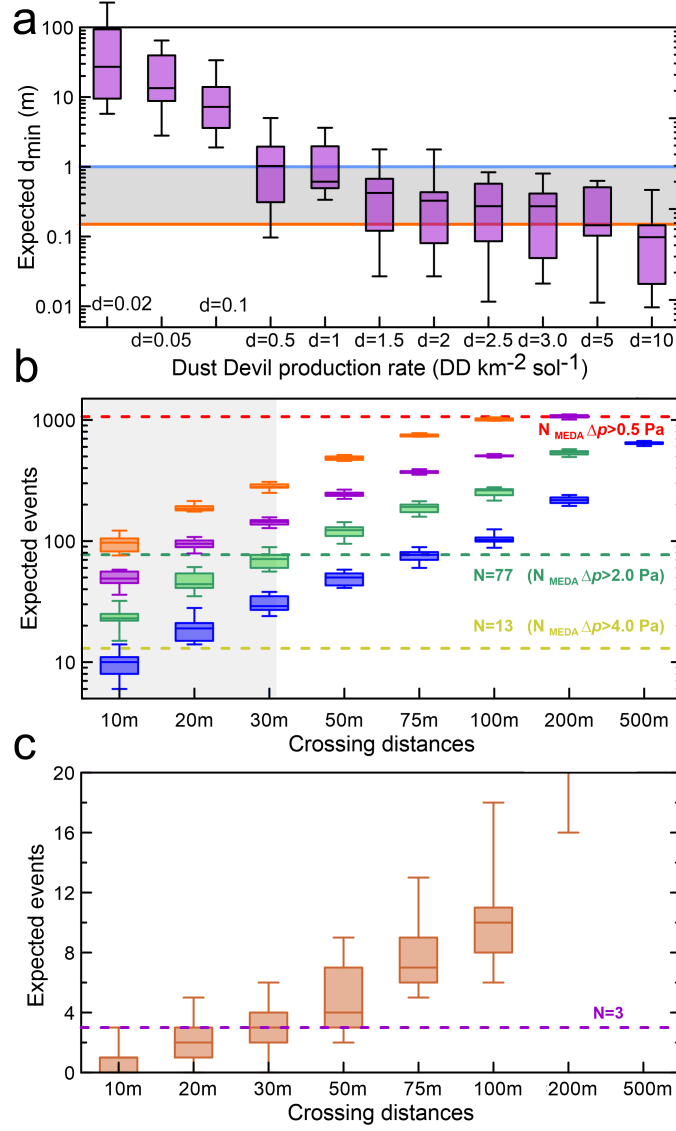 a
Expected dmin (m)
100
10
1
0.1
0.01
d=0.02
d=0.05
d=0.1
d=0.5
d=1
d=1.5
d=2
d=2.5
d=3.0
d=5
d=10
Dust Devil production rate (DD km-2 sol-1)
b
Expected events
1000
100
10
N MEDA Δp>0.5 Pa
N=77 (N MEDA Δp>2.0 Pa)
N=13 (N MEDA Δp>4.0 Pa)
10m 20m 30m 50m 75m 100m 200m 500m
Crossing distances
c
Expected events
20
16
12
8
4
0
N=3
10m 20m 30m 50m 75m 100m 200m 500m
Crossing distances